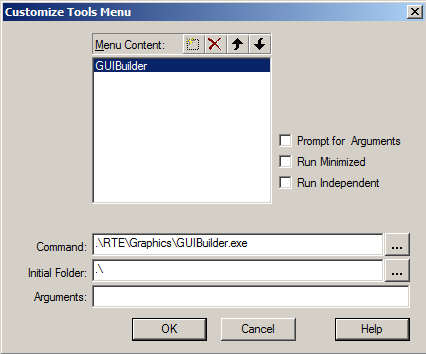 Customize Tools Menu
Menu Content:
GUIBuilder
Prompt for Arguments
Run Minimized
Run Independent
Command: .\RTE\Graphics\GUIBuilder.exe ...
Initial Folder: .\ ...
Arguments:
OK Cancel Help